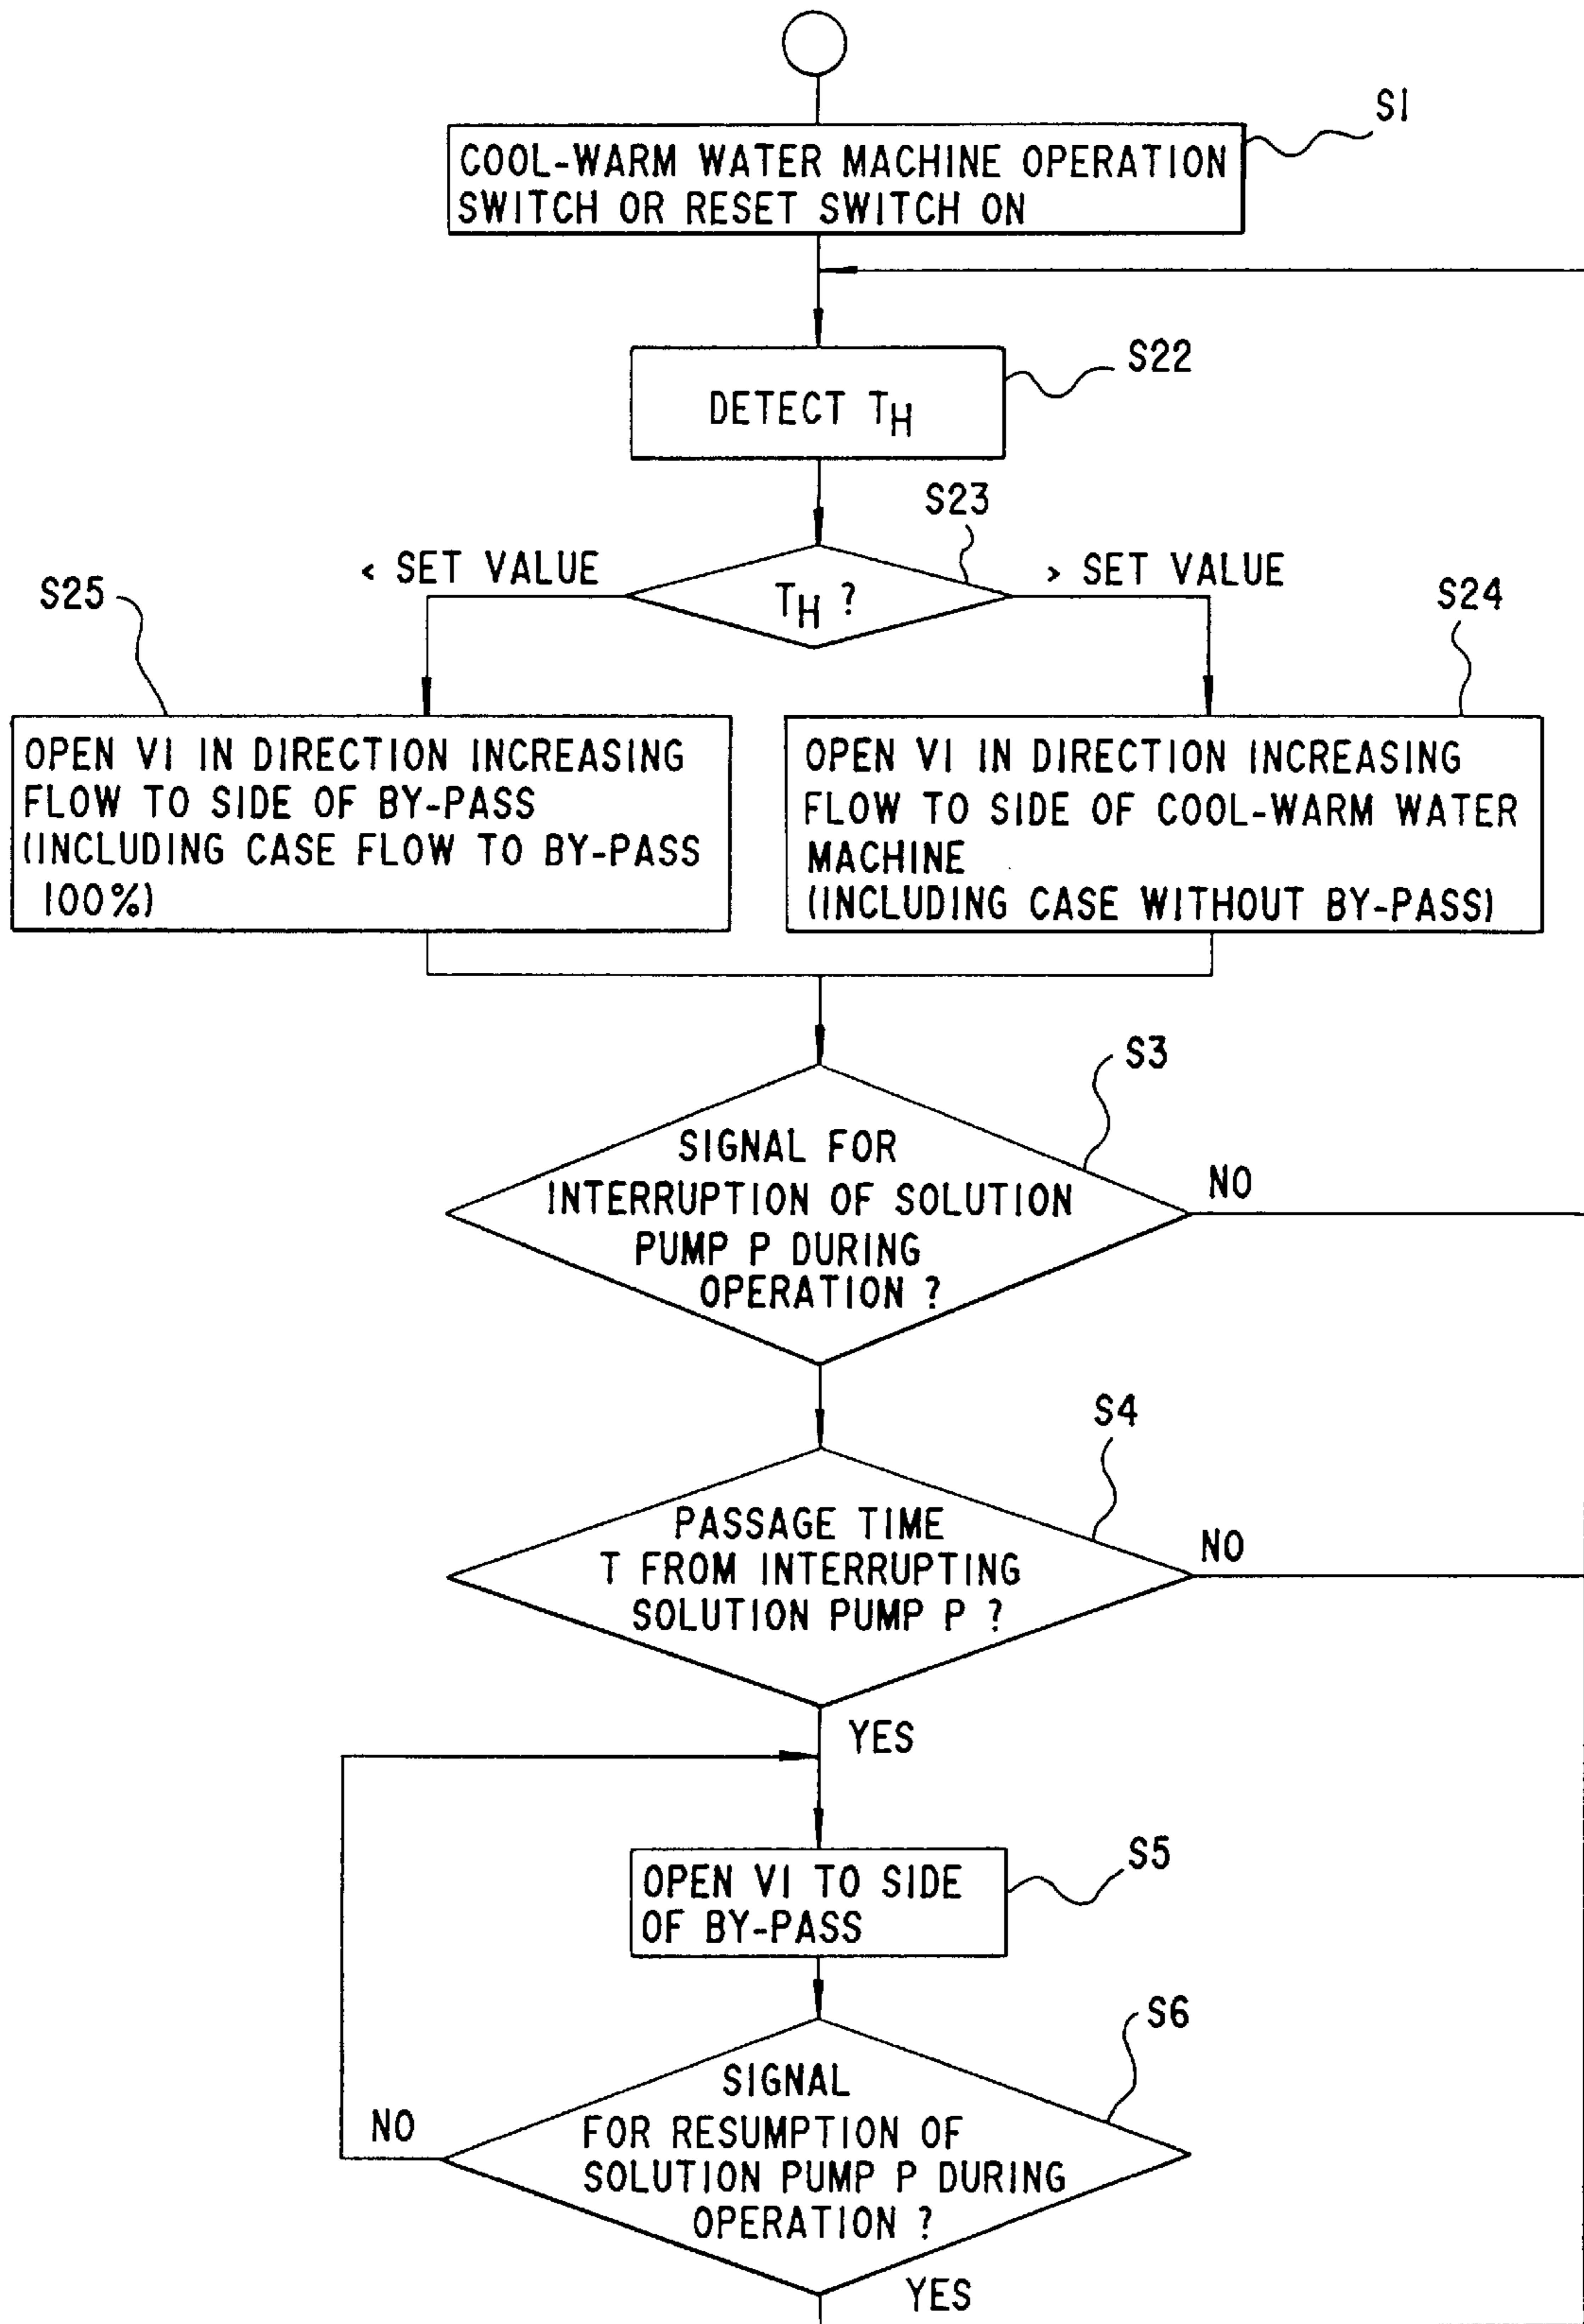 S1
COOL-WARM WATER MACHINE OPERATION
SWITCH OR RESET SWITCH ON
S22
DETECT TH
S23
< SET VALUE
> SET VALUE
TH ?
S25
S24
OPEN V1 IN DIRECTION INCREASING
FLOW TO SIDE OF BY-PASS
(INCLUDING CASE FLOW TO BY-PASS
100%)
OPEN V1 IN DIRECTION INCREASING
FLOW TO SIDE OF COOL-WARM WATER
MACHINE
(INCLUDING CASE WITHOUT BY-PASS)
S3
SIGNAL FOR
INTERRUPTION OF SOLUTION
PUMP P DURING
OPERATION ?
NO
S4
PASSAGE TIME
T FROM INTERRUPTING
SOLUTION PUMP P ?
NO
YES
S5
OPEN V1 TO SIDE
OF BY-PASS
S6
SIGNAL
FOR RESUMPTION OF
SOLUTION PUMP P DURING
OPERATION ?
NO
YES